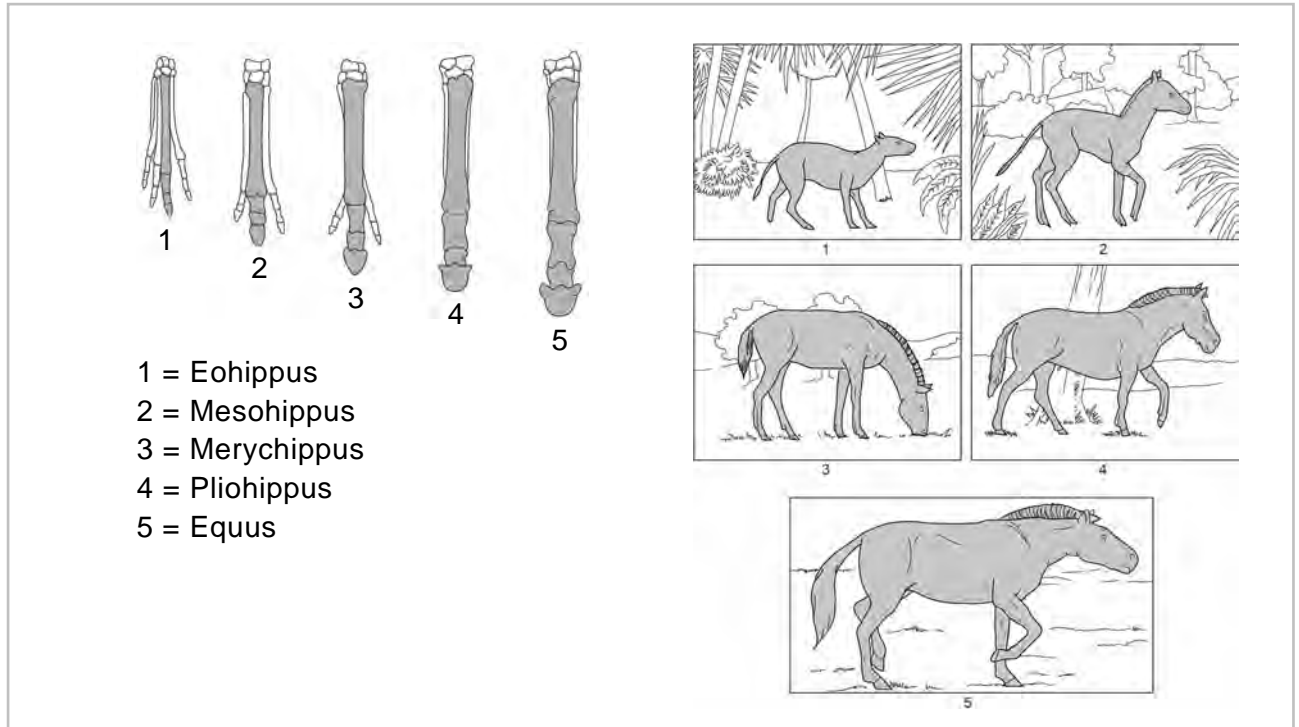 1
2
3
4
5
1 = Eohippus
2 = Mesohippus
3 = Merychippus
4 = Pliohippus
5 = Equus
1
2
3
4
5